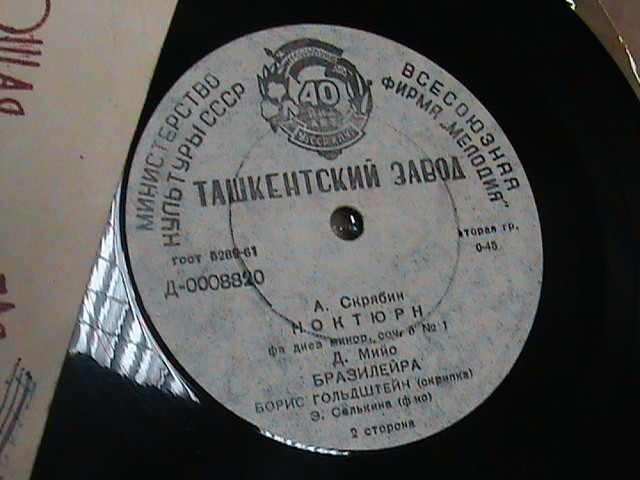 МИНИСТЕРСТВО
КУЛЬТУРЫ СССР
40
ВСЕСОЮЗНАЯ
ФИРМА „МЕЛОДИЯ"
ТАШКЕНТСКИЙ ЗАВОД
гост 5289-61
Д-0008820
вторая гр.
0-45
А. Скрябин
НОКТЮРН
фа диез минор, соч. 5 № 1
Д. Мийо
БРАЗИЛЕЙРА
БОРИС ГОЛЬДШТЕЙН (скрипка)
Э. Салькина (ф-но)
2 сторона